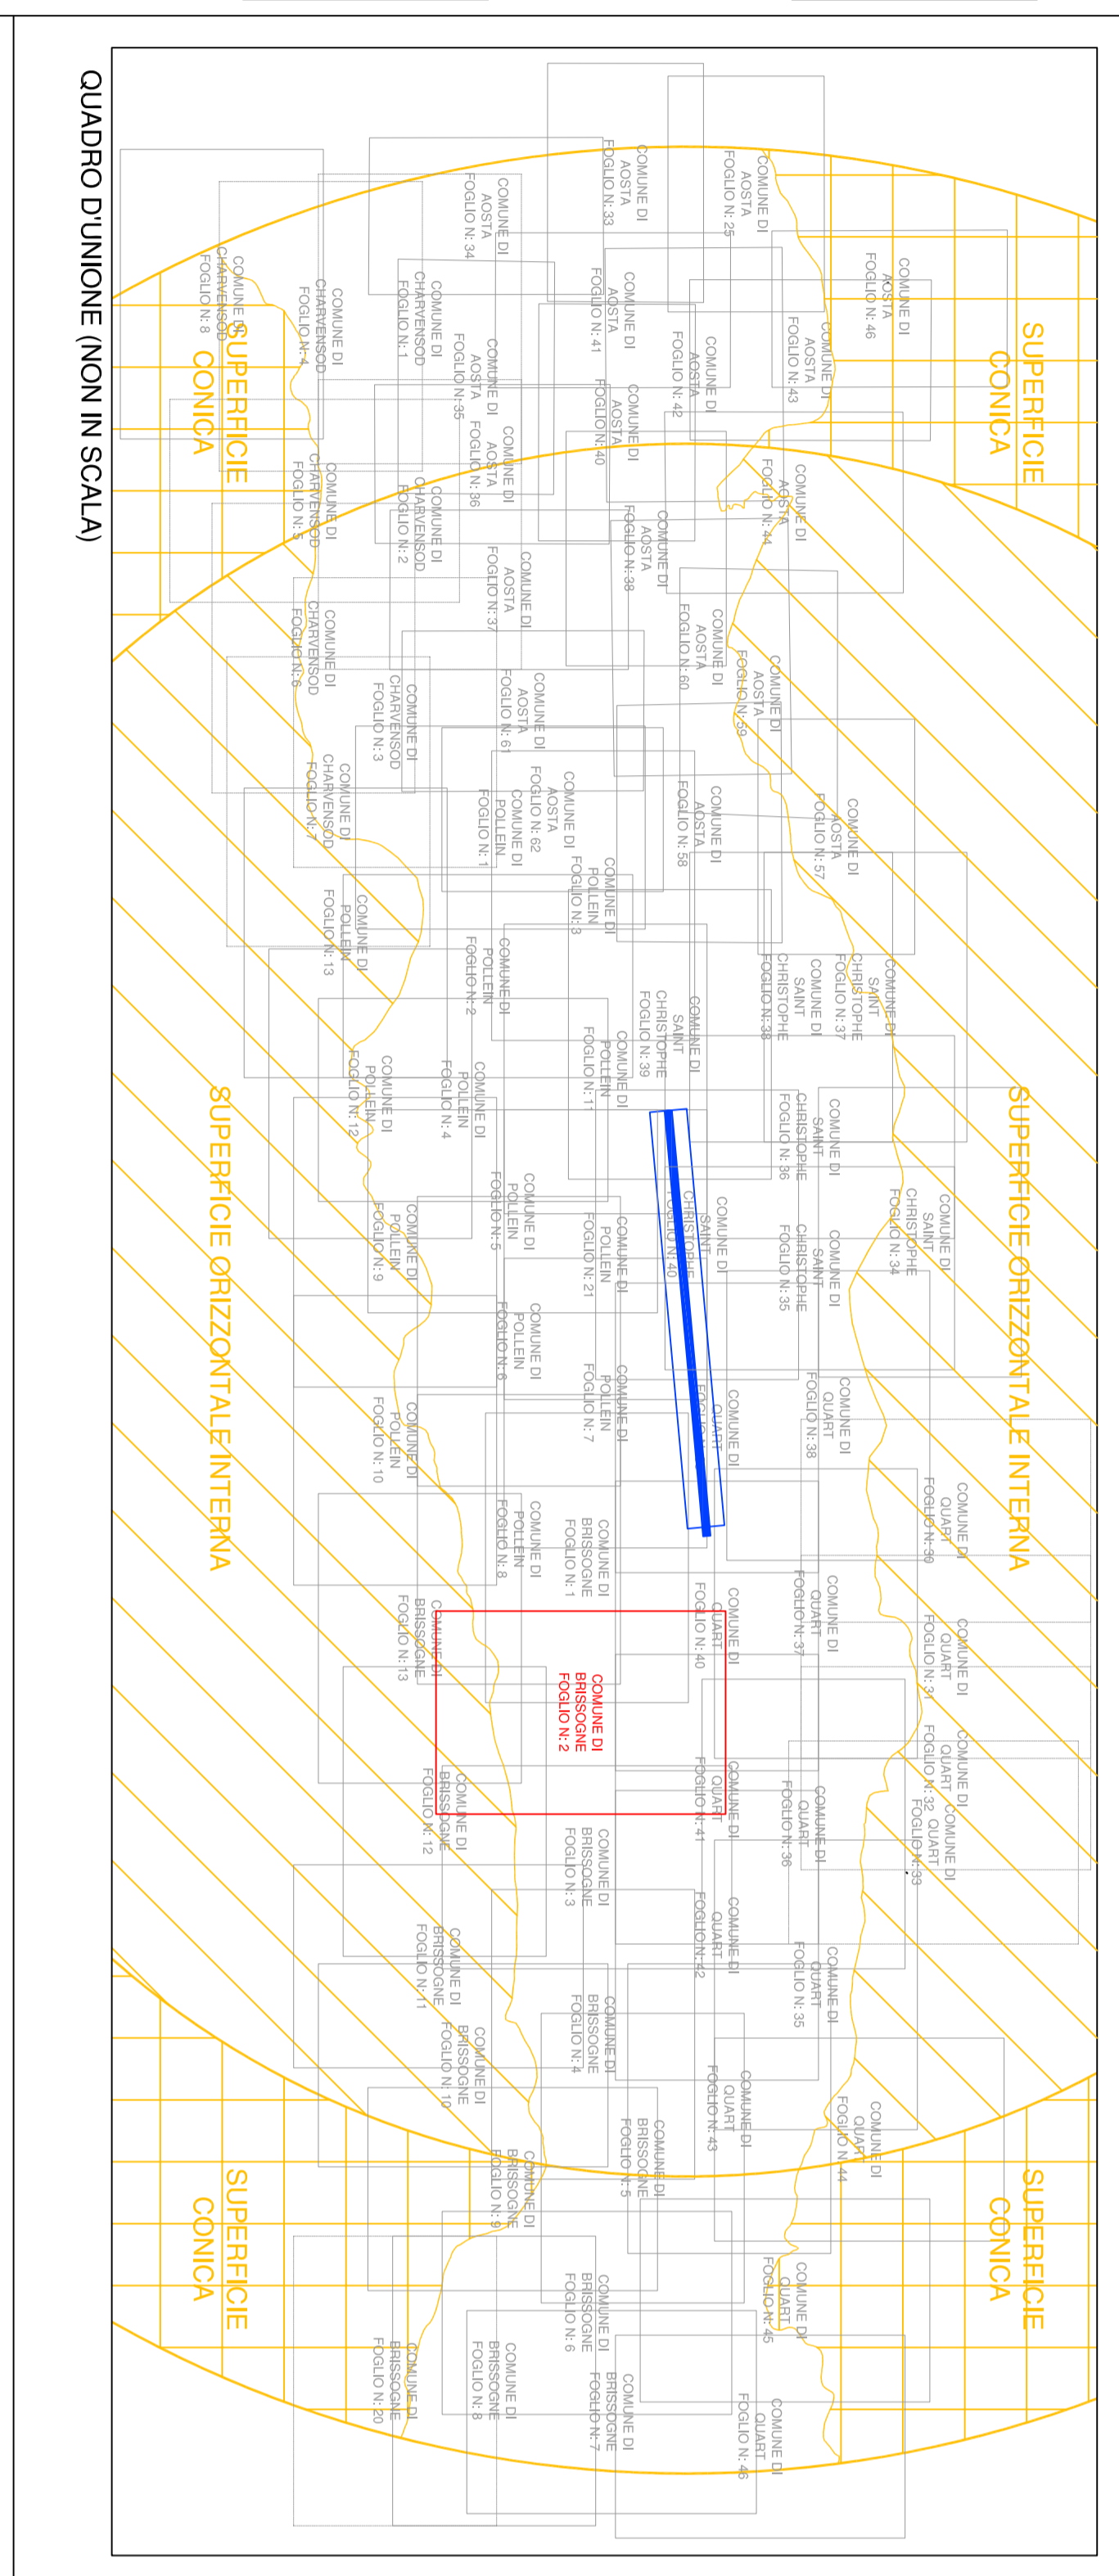 SUPERFICIE
CONICA
SUPERFICIE ORIZZONTALE INTERNA
SUPERFICIE
CONICA
COMUNE DI
AOSTA
FOGLIO N: 46
COMUNE DI
SAINT
CHRISTOPHE
FOGLIO N: 37
COMUNE DI
SAINT
CHRISTOPHE
FOGLIO N: 34
COMUNE DI
QUART
FOGLIO N: 30
COMUNE DI
QUART
FOGLIO N: 31
COMUNE DI
QUART
FOGLIO N: 32
COMUNE DI
QUART
FOGLIO N: 33
COMUNE DI
QUART
FOGLIO N: 44
COMUNE DI
AOSTA
FOGLIO N: 25
COMUNE DI
AOSTA
FOGLIO N: 43
COMUNE DI
AOSTA
FOGLIO N: 44
COMUNE DI
AOSTA
FOGLIO N: 59
COMUNE DI
AOSTA
FOGLIO N: 57
COMUNE DI
SAINT
CHRISTOPHE
FOGLIO N: 38
COMUNE DI
SAINT
CHRISTOPHE
FOGLIO N: 36
COMUNE DI
SAINT
CHRISTOPHE
FOGLIO N: 35
COMUNE DI
QUART
FOGLIO N: 38
COMUNE DI
QUART
FOGLIO N: 37
COMUNE DI
QUART
FOGLIO N: 36
COMUNE DI
QUART
FOGLIO N: 35
COMUNE DI
QUART
FOGLIO N: 45
COMUNE DI
QUART
FOGLIO N: 46
COMUNE DI
AOSTA
FOGLIO N: 42
COMUNE DI
AOSTA
FOGLIO N: 60
COMUNE DI
AOSTA
FOGLIO N: 58
COMUNE DI
SAINT
CHRISTOPHE
FOGLIO N: 39
COMUNE DI
SAINT
CHRISTOPHE
FOGLIO N: 40
COMUNE DI
QUART
FOGLIO N:
COMUNE DI
QUART
FOGLIO N: 40
COMUNE DI
QUART
FOGLIO N: 41
COMUNE DI
QUART
FOGLIO N: 42
COMUNE DI
QUART
FOGLIO N: 43
COMUNE DI
AOSTA
FOGLIO N: 33
COMUNE DI
AOSTA
FOGLIO N: 41
COMUNE DI
AOSTA
FOGLIO N: 40
COMUNE DI
AOSTA
FOGLIO N: 38
COMUNE DI
POLLEIN
FOGLIO N: 3
COMUNE DI
POLLEIN
FOGLIO N: 11
COMUNE DI
POLLEIN
FOGLIO N: 21
COMUNE DI
POLLEIN
FOGLIO N: 7
COMUNE DI
BRISSOGNE
FOGLIO N: 1
COMUNE DI
BRISSOGNE
FOGLIO N: 2
COMUNE DI
BRISSOGNE
FOGLIO N: 3
COMUNE DI
BRISSOGNE
FOGLIO N: 4
COMUNE DI
BRISSOGNE
FOGLIO N: 5
COMUNE DI
BRISSOGNE
FOGLIO N: 6
COMUNE DI
BRISSOGNE
FOGLIO N: 7
COMUNE DI
AOSTA
FOGLIO N: 34
COMUNE DI
AOSTA
FOGLIO N: 35
COMUNE DI
AOSTA
FOGLIO N: 36
COMUNE DI
AOSTA
FOGLIO N: 37
COMUNE DI
AOSTA
FOGLIO N: 61
COMUNE DI
AOSTA
FOGLIO N: 62
COMUNE DI
POLLEIN
FOGLIO N: 1
COMUNE DI
POLLEIN
FOGLIO N: 2
COMUNE DI
POLLEIN
FOGLIO N: 4
COMUNE DI
POLLEIN
FOGLIO N: 5
COMUNE DI
POLLEIN
FOGLIO N: 6
COMUNE DI
POLLEIN
FOGLIO N: 8
COMUNE DI
BRISSOGNE
FOGLIO N: 9
COMUNE DI
BRISSOGNE
FOGLIO N: 8
COMUNE DI
CHARVENSOD
FOGLIO N: 1
COMUNE DI
CHARVENSOD
FOGLIO N: 2
COMUNE DI
CHARVENSOD
FOGLIO N: 3
COMUNE DI
POLLEIN
FOGLIO N: 12
COMUNE DI
POLLEIN
FOGLIO N: 9
COMUNE DI
POLLEIN
FOGLIO N: 10
COMUNE DI
BRISSOGNE
FOGLIO N: 13
COMUNE DI
BRISSOGNE
FOGLIO N: 12
COMUNE DI
BRISSOGNE
FOGLIO N: 11
COMUNE DI
BRISSOGNE
FOGLIO N: 10
COMUNE DI
BRISSOGNE
FOGLIO N: 20
COMUNE DI
CHARVENSOD
FOGLIO N: 8
COMUNE DI
CHARVENSOD
FOGLIO N: 4
COMUNE DI
CHARVENSOD
FOGLIO N: 5
COMUNE DI
CHARVENSOD
FOGLIO N: 6
COMUNE DI
CHARVENSOD
FOGLIO N: 7
COMUNE DI
POLLEIN
FOGLIO N: 13
SUPERFICIE
CONICA
SUPERFICIE ORIZZONTALE INTERNA
SUPERFICIE
CONICA
QUADRO D'UNIONE (NON IN SCALA)